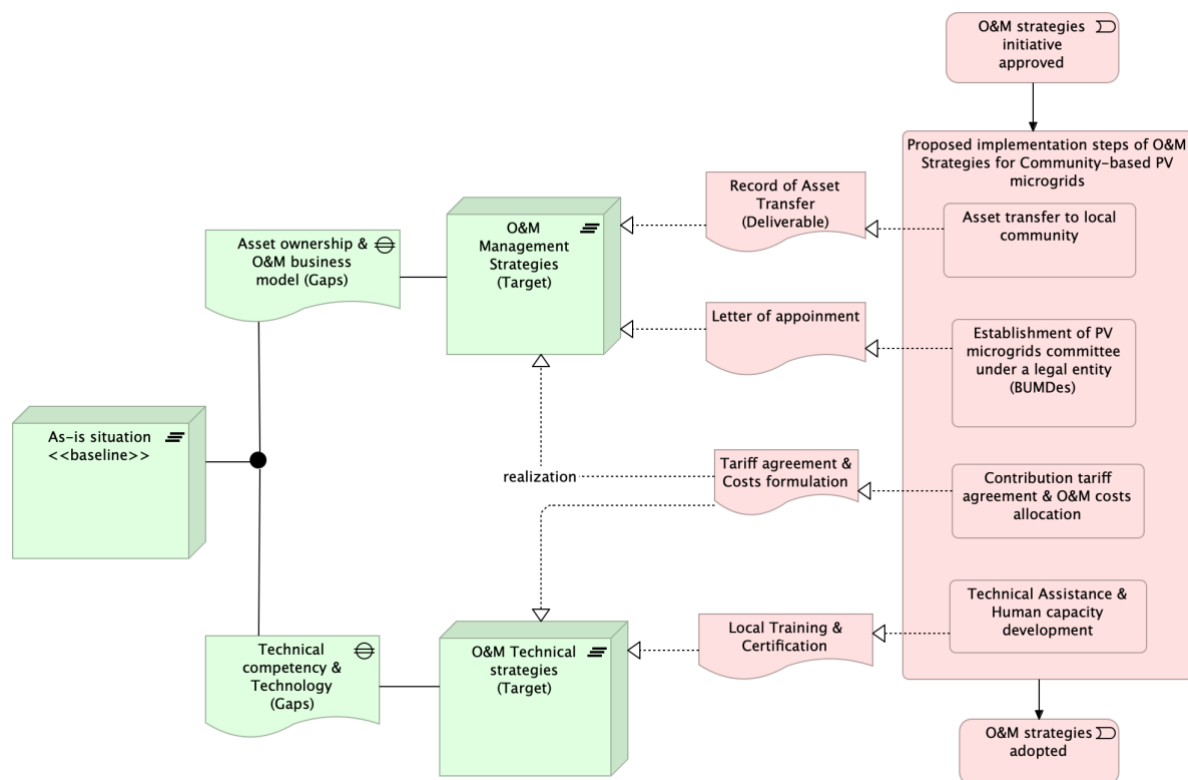 O&M strategies
initiative
approved
Proposed implementation steps of O&M
Strategies for Community-based PV
microgrids
Record of Asset
Transfer
(Deliverable)
Asset transfer to local
community
O&M
Management
Strategies
(Target)
Asset ownership &
O&M business
model (Gaps)
Letter of appoinment
Establishment of PV
microgrids committee
under a legal entity
(BUMDes)
As-is situation
<<baseline>>
realization
Tariff agreement &
Costs formulation
Contribution tariff
agreement & O&M costs
allocation
Technical Assistance &
Human capacity
development
Local Training &
Certification
Technical
competency &
Technology
(Gaps)
O&M Technical
strategies
(Target)
O&M strategies
adopted